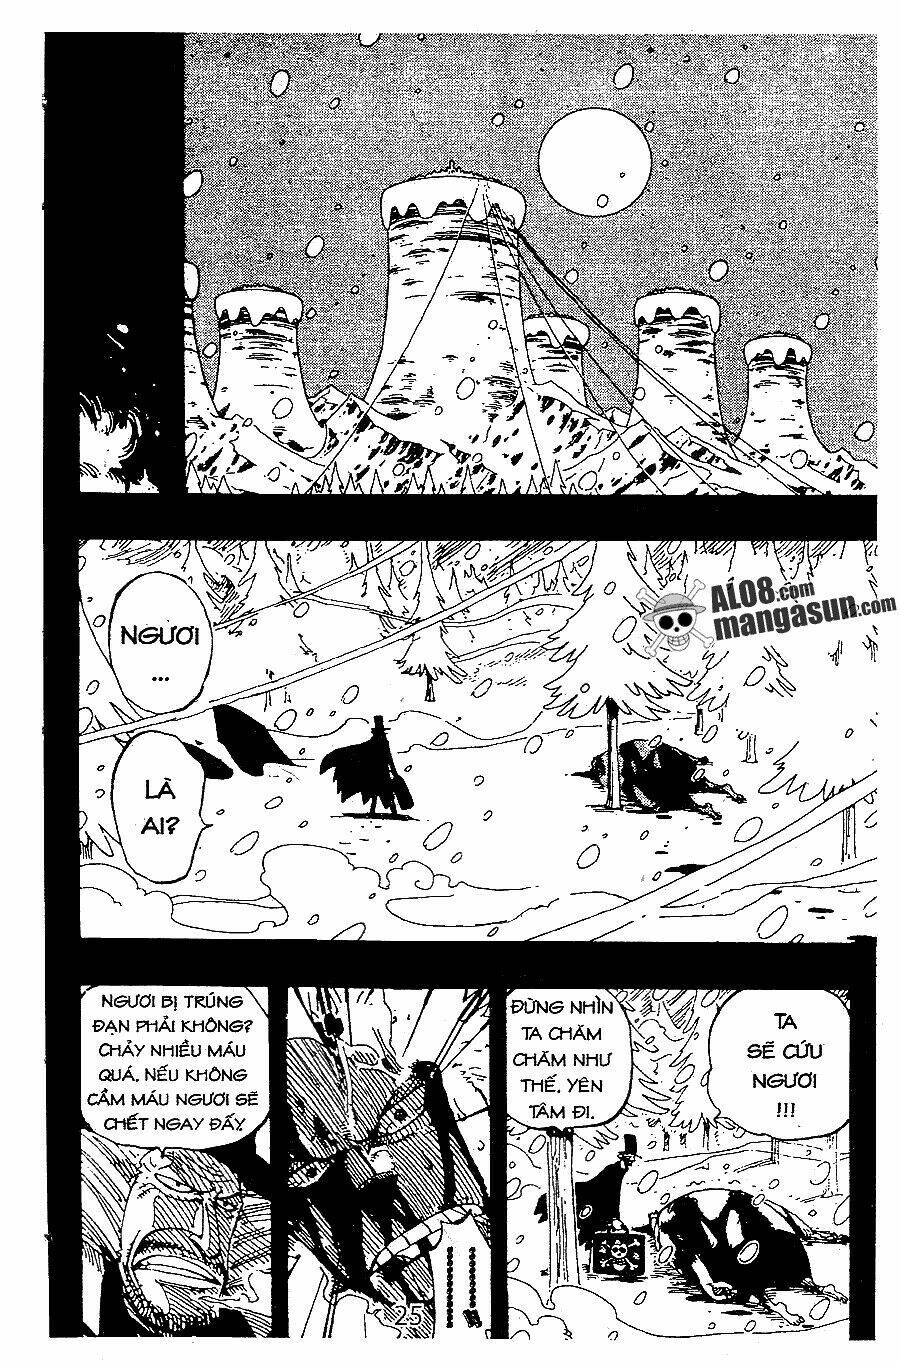 NGƯƠI
...
LÀ
AI?
AÍ08.com
mangasun.com
NGƯƠI BỊ TRÚNG
ĐẠN PHẢI KHÔNG?
CHẢY NHIỀU MÁU
QUÁ. NẾU KHÔNG
CẦM MÁU NGƯƠI SẼ
CHẾT NGAY ĐẤY.
ĐỪNG NHÌN
TA CHĂM
CHĂM NHƯ
THẾ. YÊN
TÂM ĐI.
TA
SẼ CỨU
NGƯƠI
!!!
25